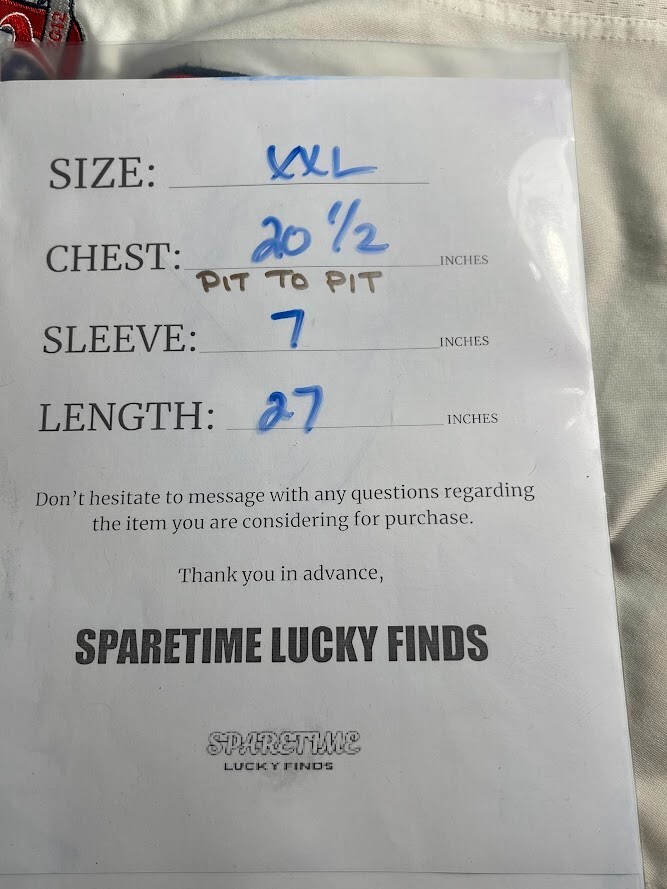 2012
SIZE: XXL
CHEST: 20 1/2 INCHES
PIT TO PIT
SLEEVE: 7 INCHES
LENGTH: 27 INCHES
Don't hesitate to message with any questions regarding
the item you are considering for purchase.
Thank you in advance,
SPARETIME LUCKY FINDS
SPARETIME
LUCKY FINDS